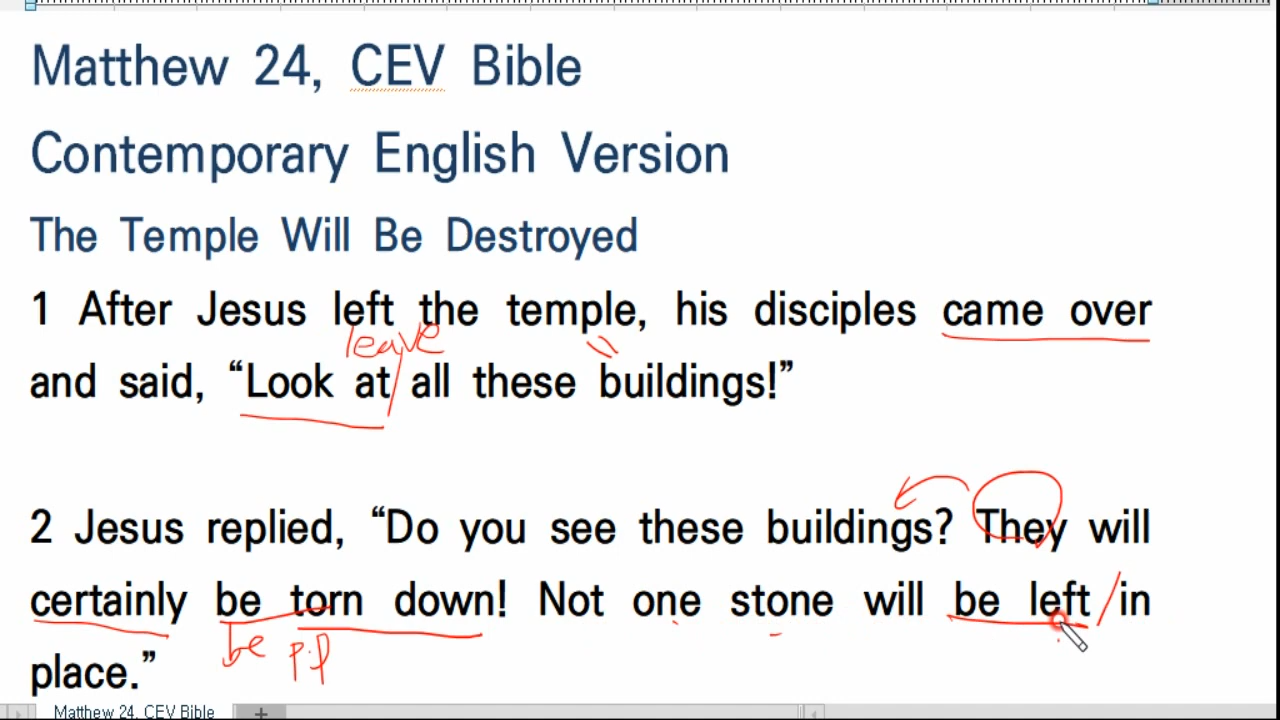 Matthew 24, CEV Bible
Contemporary English Version
The Temple Will Be Destroyed
1 After Jesus left the temple, his disciples came over
leave
and said, “Look at all these buildings!”
2 Jesus replied, “Do you see these buildings? They will
certainly be torn down! Not one stone will be left in
be p.p
place.”
Matthew 24, CEV Bible